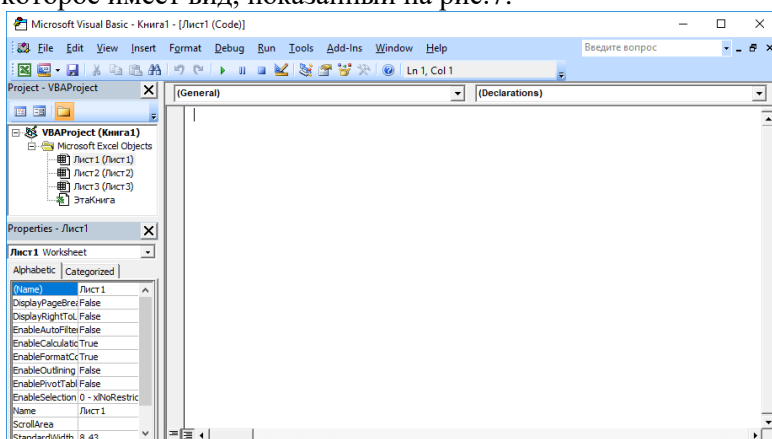 которое имеет вид, показанный на рис.7.
Microsoft Visual Basic - Книга1 - [Лист1 (Code)]
File Edit View Insert Format Debug Run Tools Add-Ins Window Help
Введите вопрос
Ln 1, Col 1
Project - VBAProject
(General)
(Declarations)
VBAProject (Книга1)
Microsoft Excel Objects
Лист1 (Лист1)
Лист2 (Лист2)
Лист3 (Лист3)
ЭтаКнига
Properties - Лист1
Лист1 Worksheet
Alphabetic Categorized
(Name) Лист1
DisplayPageBrea False
DisplayRightToL False
EnableAutoFilte False
EnableCalculatic True
EnableFormatCc True
EnableOutlining False
EnablePivotTabl False
EnableSelection 0 - xlNoRestric
Name Лист1
ScrollArea
StandardWidth 8,43